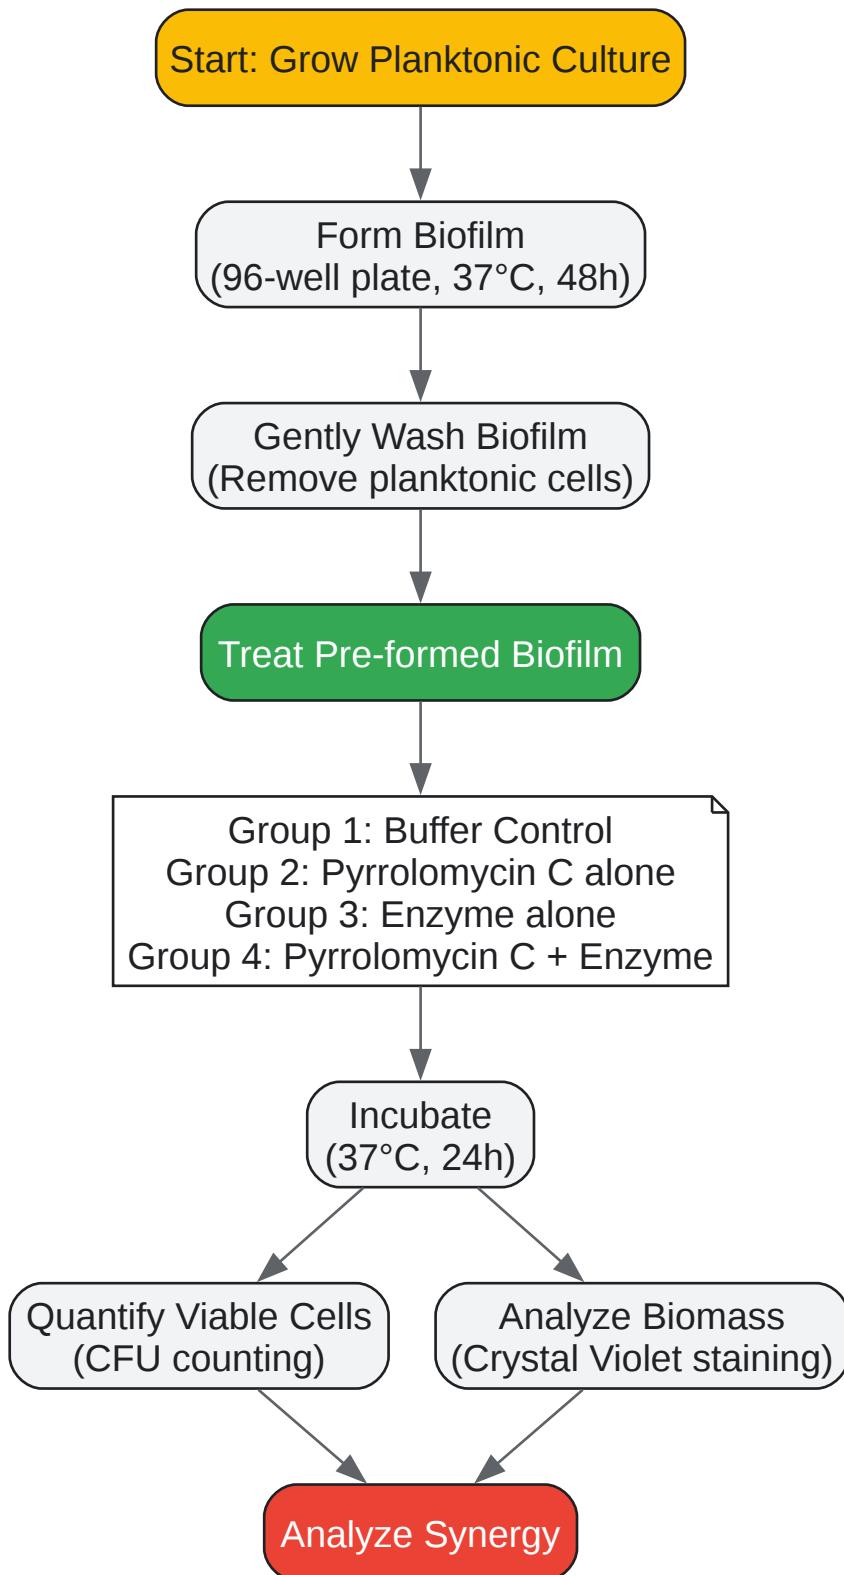 Start: Grow Planktonic Culture
Form Biofilm
(96-well plate, 37°C, 48h)
Gently Wash Biofilm
(Remove planktonic cells)
Treat Pre-formed Biofilm
Group 1: Buffer Control
Group 2: Pyrrolomycin C alone
Group 3: Enzyme alone
Group 4: Pyrrolomycin C + Enzyme
Incubate
(37°C, 24h)
Quantify Viable Cells
(CFU counting)
Analyze Biomass
(Crystal Violet staining)
Analyze Synergy